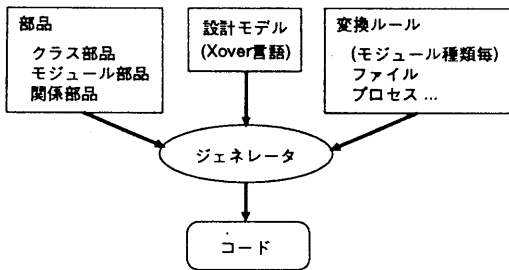 部品
クラス部品
モジュール部品
関係部品
設計モデル
(Xover言語)
変換ルール
(モジュール種類毎)
ファイル
プロセス ...
ジェネレータ
コード